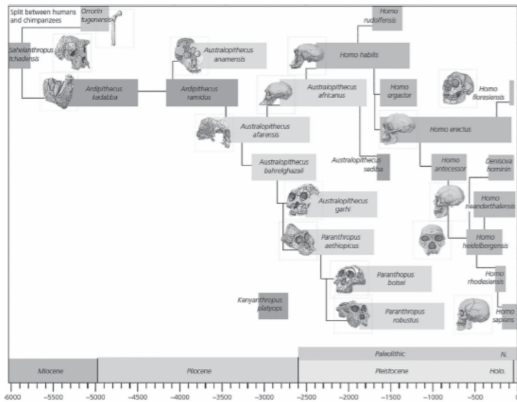 Split between humans
and chimpanzees
Orrorin
tugenensis
Sahelanthropus
tchadensis
Ardipithecus
kadabba
Ardipithecus
ramidus
Australopithecus
anamensis
Australopithecus
afarensis
Australopithecus
bahrelghazali
Australopithecus
garhi
Paranthropus
aethiopicus
Paranthopus
boisei
Paranthropus
robustus
Kenyanthropus
platyops
Australopithecus
africanus
Australopithecus
sediba
Homo
rudolfensis
Homo habilis
Homo
ergactor
Homo erectus
Homo
floresiensis
Homo
antecessor
Denisova
hominin
Homo
neanderthalensis
Homo
heidelbergensis
Homo
rhodesiensis
Homo
sapiens
Paleolithic
N.
Miocene
Pliocene
Pleistocene
Holo.
-6000
-5500
-5000
-4500
-4000
-3500
-3000
-2500
-2000
-1500
-1000
-500
0